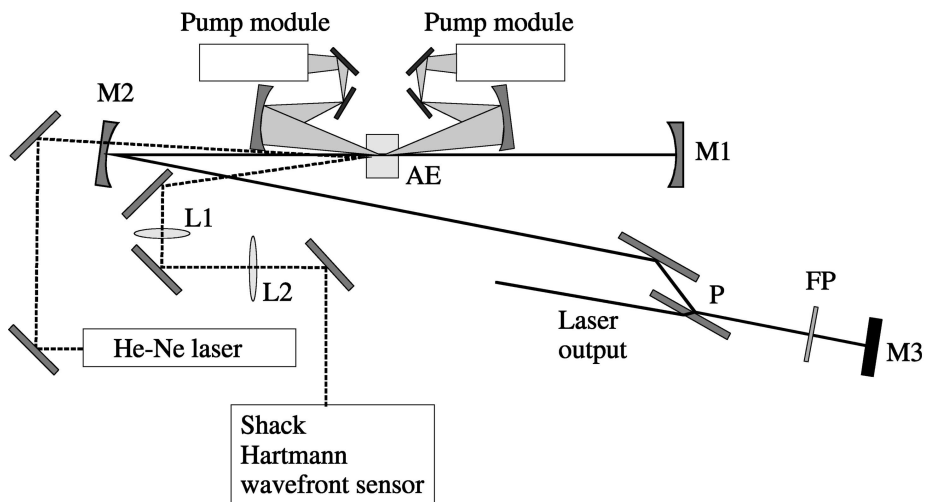 Pump module
Pump module
M2
M1
AE
L1
P
FP
L2
Laser
output
He-Ne laser
M3
Shack
Hartmann
wavefront sensor